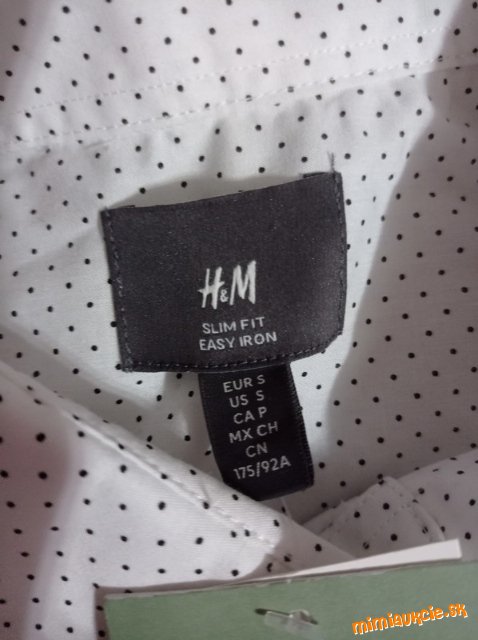 H&M
SLIM FIT
EASY IRON
EUR S
US S
CA P
MX CH
CN
175/92A
mimiaukcie.sk